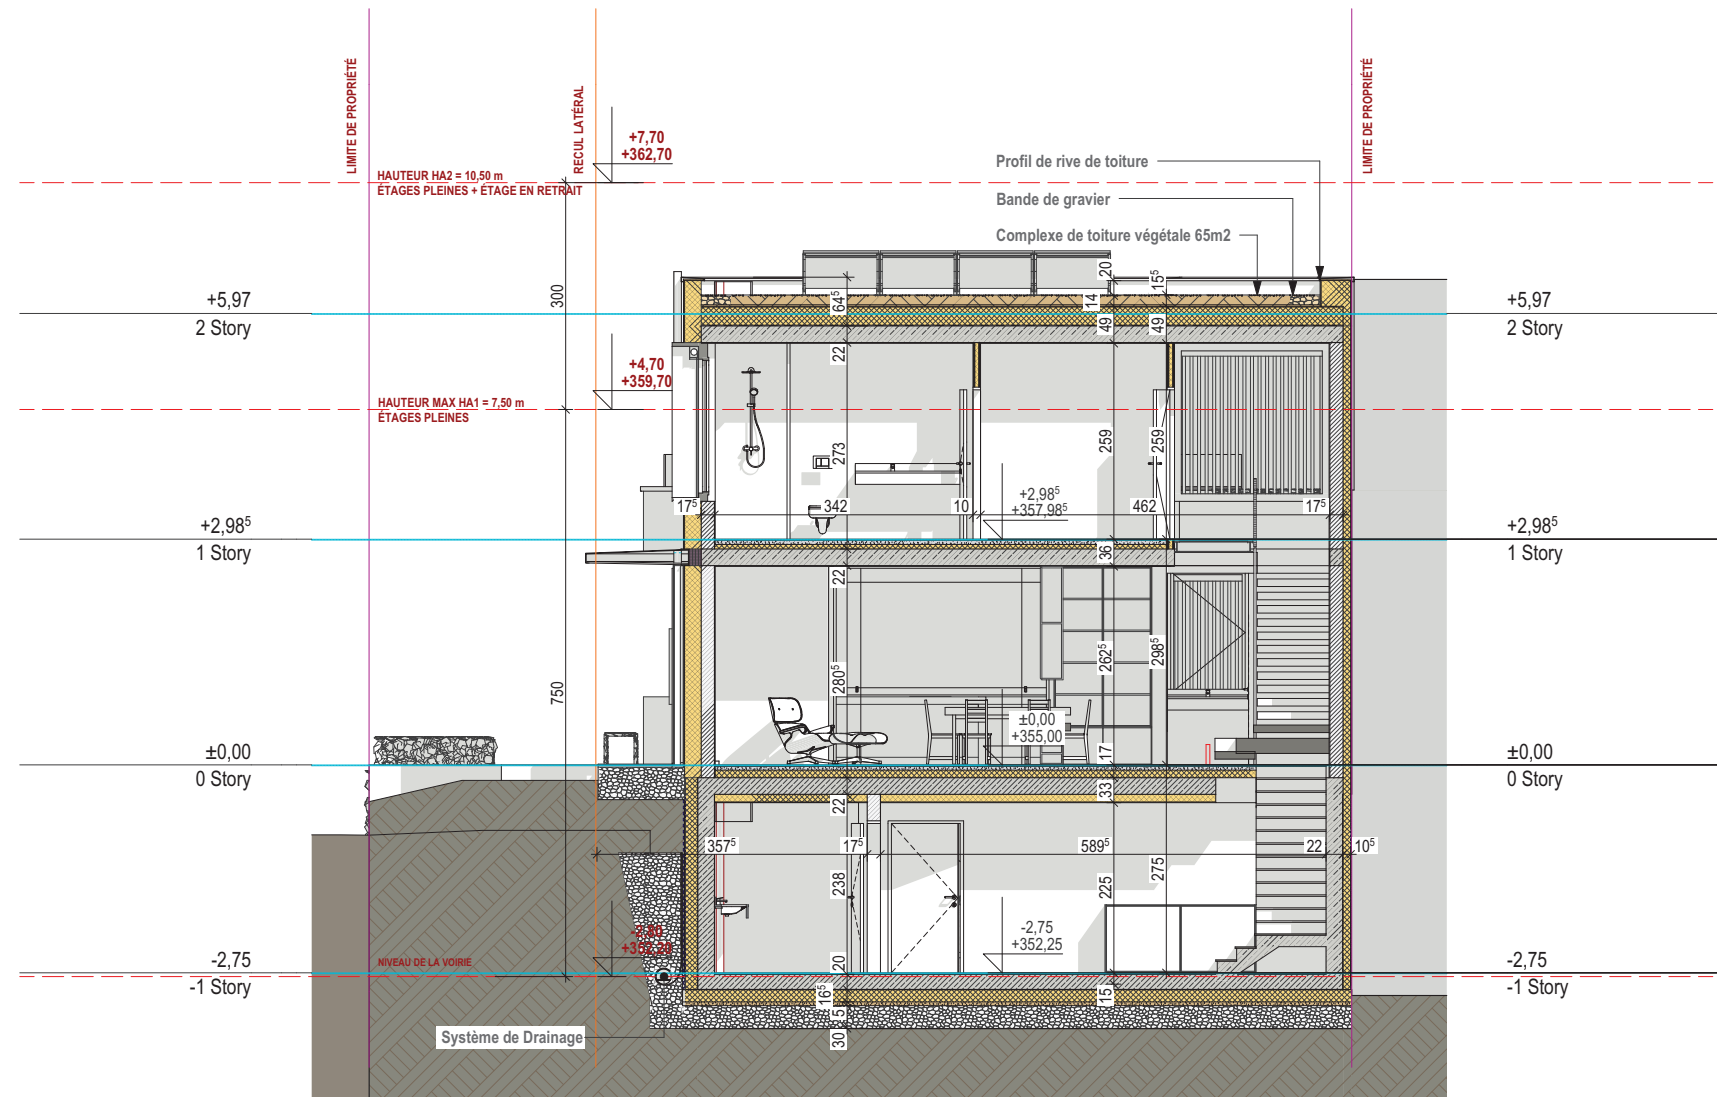 LIMITE DE PROPRIÉTÉ
RECUL LATÉRAL
LIMITE DE PROPRIÉTÉ
+7,70
+362,70
HAUTEUR HA2 = 10,50 m
ÉTAGES PLEINES + ÉTAGE EN RETRAIT
Profil de rive de toiture
Bande de gravier
Complexe de toiture végétale 65m2
300
20
15⁵
64⁵
14
49
49
+5,97
2 Story
+5,97
2 Story
22
+4,70
+359,70
HAUTEUR MAX HA1 = 7,50 m
ÉTAGES PLEINES
273
259
259
17⁵
342
10
+2,98⁵
+357,98⁵
462
17⁵
+2,98⁵
1 Story
+2,98⁵
1 Story
36
22
750
280⁵
262⁵
298⁵
±0,00
+355,00
17
±0,00
0 Story
±0,00
0 Story
33
22
357⁵
17⁵
589⁵
22
10⁵
238
225
275
-2,80
+352,20
-2,75
+352,25
NIVEAU DE LA VOIRIE
-2,75
-1 Story
-2,75
-1 Story
20
16⁵
15
5
30
Système de Drainage